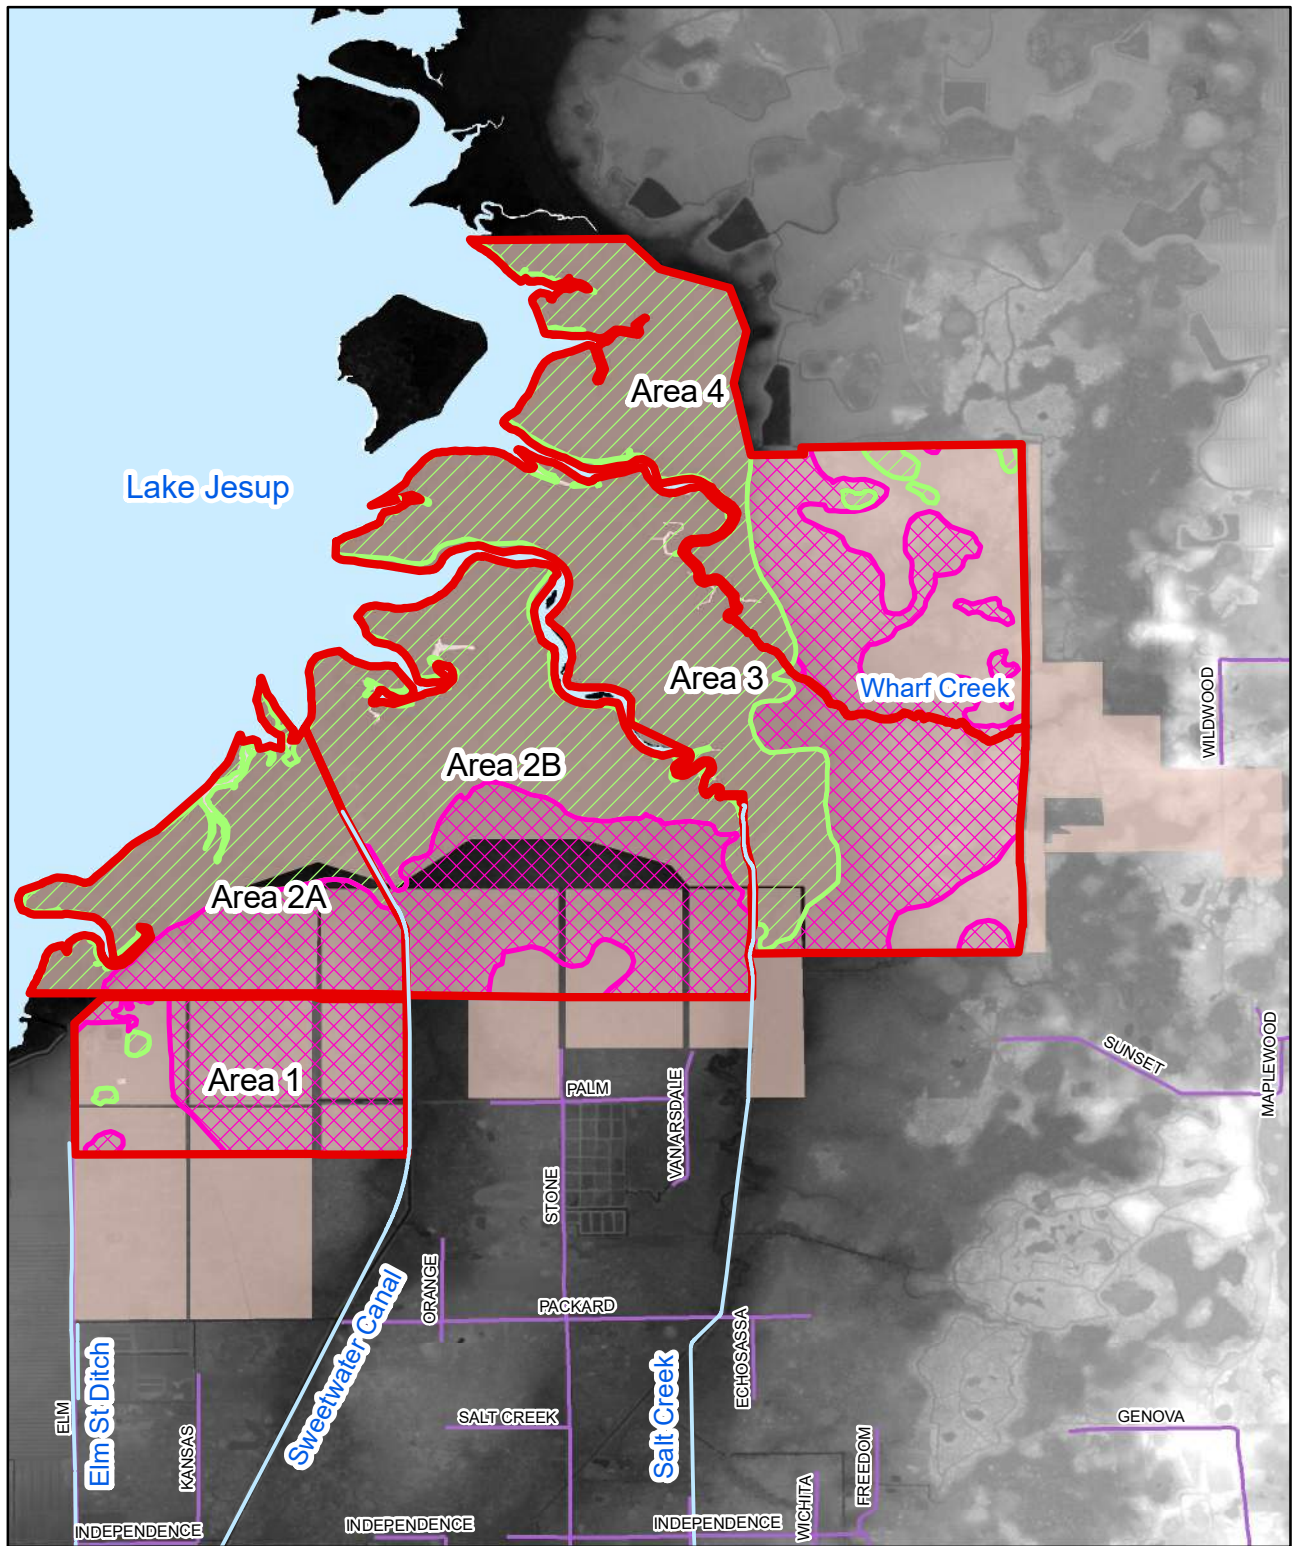 Area 4
Lake Jesup
Area 3
Wharf Creek
WILDWOOD
Area 2B
Area 2A
Area 1
SUNSET
MAPLEWOOD
PALM
VANARSDALE
STONE
ORANGE
PACKARD
Sweetwater Canal
ECHOSASSA
Elm St Ditch
ELM
KANSAS
SALT CREEK
Salt Creek
GENOVA
FREEDOM
WICHITA
INDEPENDENCE
INDEPENDENCE
INDEPENDENCE